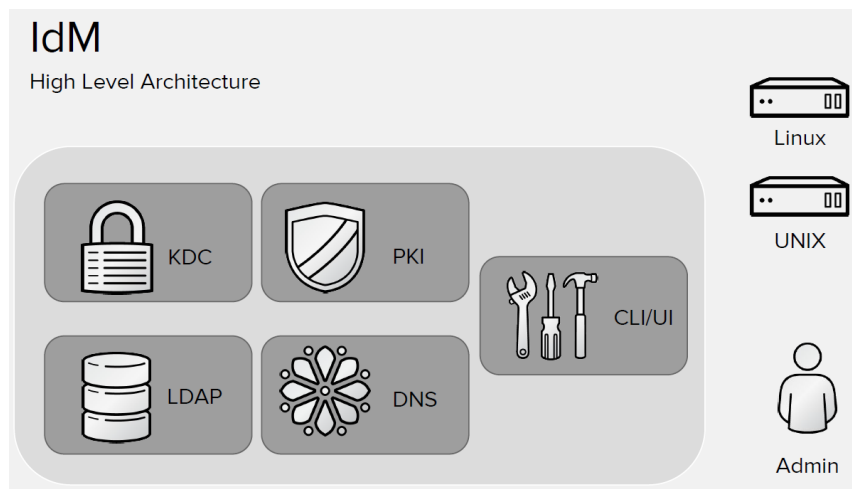 IdM
High Level Architecture
Linux
KDC
PKI
UNIX
CLI/UI
LDAP
DNS
Admin